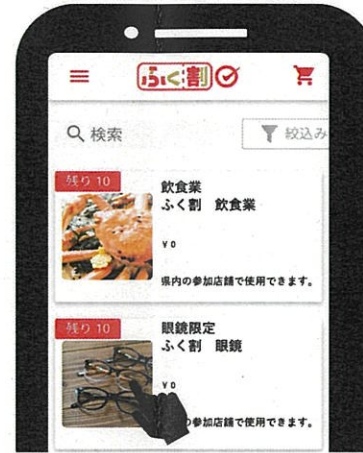 ふく割
検索
絞込み
残り 10
飲食業
ふく割 飲食業
¥0
県内の参加店舗で使用できます。
残り 10
眼鏡限定
ふく割 眼鏡
¥0
の参加店舗で使用できます。